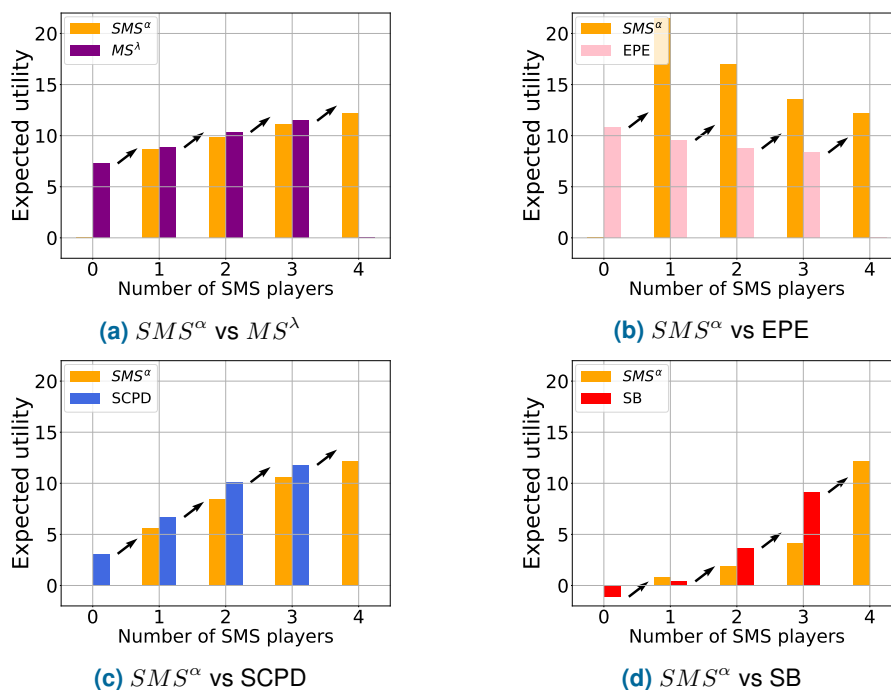 SMS^α
MS^λ
Expected utility
20
15
10
5
0
0 1 2 3 4
Number of SMS players
(a) SMS^α vs MS^λ
SMS^α
EPE
Expected utility
20
15
10
5
0
0 1 2 3 4
Number of SMS players
(b) SMS^α vs EPE
SMS^α
SCPD
Expected utility
20
15
10
5
0
0 1 2 3 4
Number of SMS players
(c) SMS^α vs SCPD
SMS^α
SB
Expected utility
20
15
10
5
0
0 1 2 3 4
Number of SMS players
(d) SMS^α vs SB